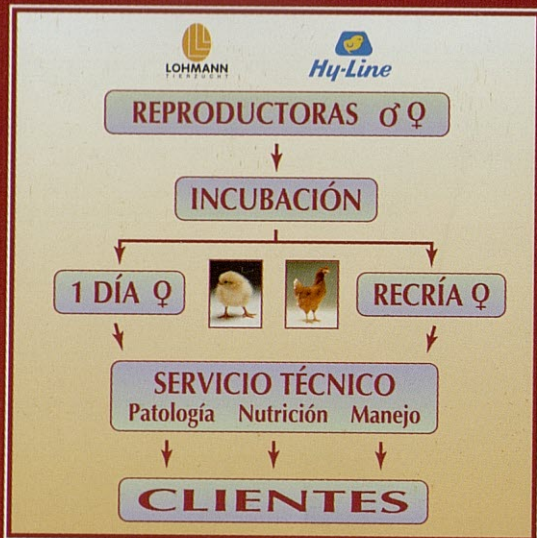 LOHMANN
TIERZUCHT
Hy-Line
REPRODUCTORAS ♂ ♀
INCUBACIÓN
1 DÍA ♀
RECRÍA ♀
SERVICIO TÉCNICO
Patología Nutrición Manejo
CLIENTES